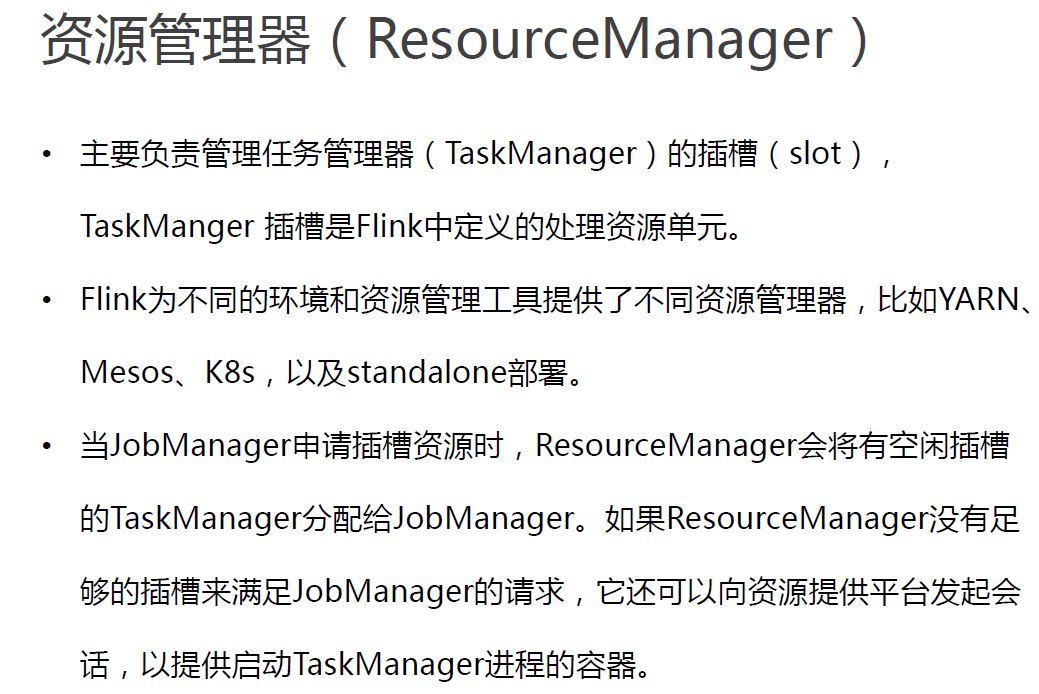 资源管理器（ResourceManager）
• 主要负责管理任务管理器（TaskManager）的插槽（slot），
TaskManger 插槽是Flink中定义的处理资源单元。
• Flink为不同的环境和资源管理工具提供了不同资源管理器，比如YARN、
Mesos、K8s，以及standalone部署。
• 当JobManager申请插槽资源时，ResourceManager会将有空闲插槽
的TaskManager分配给JobManager。如果ResourceManager没有足
够的插槽来满足JobManager的请求，它还可以向资源提供平台发起会
话，以提供启动TaskManager进程的容器。